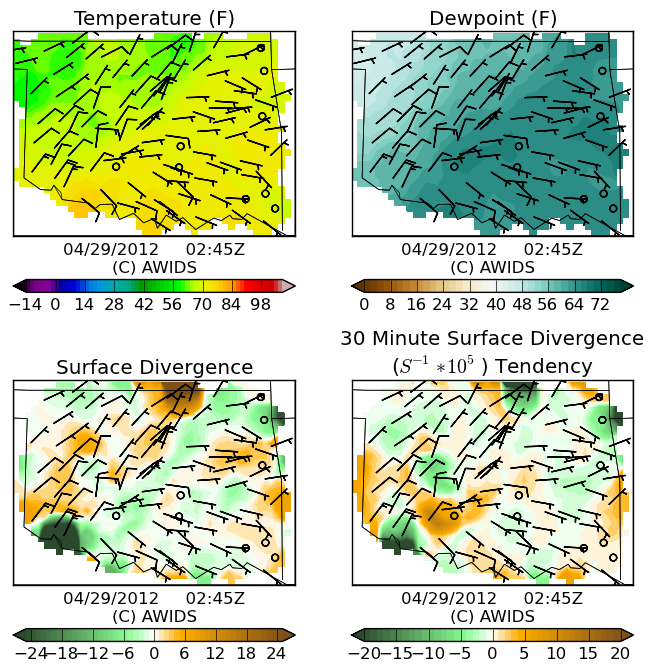 Temperature (F)
Dewpoint (F)
04/29/2012 02:45Z
(C) AWIDS
04/29/2012 02:45Z
(C) AWIDS
−14 0 14 28 42 56 70 84 98
0 8 16 24 32 40 48 56 64 72
Surface Divergence
30 Minute Surface Divergence
(S⁻¹ * 10⁵ ) Tendency
04/29/2012 02:45Z
(C) AWIDS
04/29/2012 02:45Z
(C) AWIDS
−24 −18 −12 −6 0 6 12 18 24
−20 −15 −10 −5 0 5 10 15 20